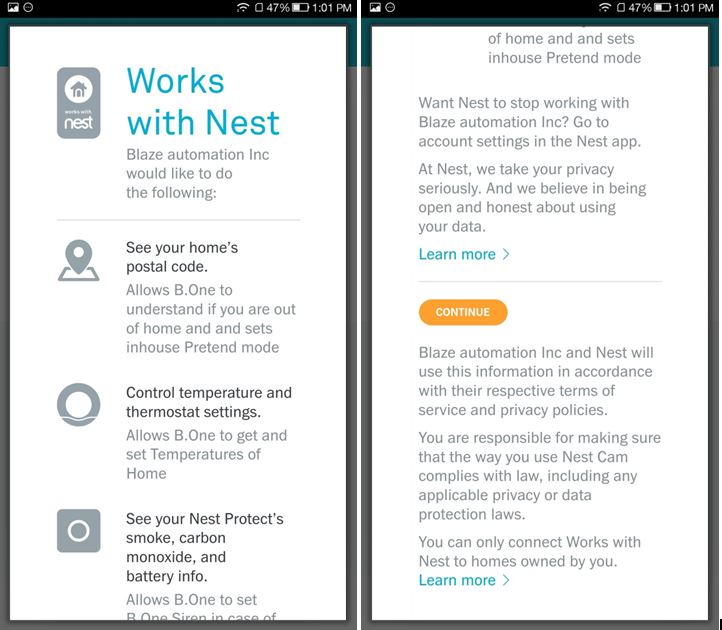 47% 1:01 PM
works with
nest
Works
with Nest
Blaze automation Inc
would like to do
the following:
See your home's
postal code.
Allows B.One to
understand if you are out
of home and and sets
inhouse Pretend mode
Control temperature and
thermostat settings.
Allows B.One to get and
set Temperatures of
Home
See your Nest Protect's
smoke, carbon
monoxide, and
battery info.
Allows B.One to set
B.One Siren in case of
47% 1:01 PM
of home and and sets
inhouse Pretend mode
Want Nest to stop working with
Blaze automation Inc? Go to
account settings in the Nest app.
At Nest, we take your privacy
seriously. And we believe in being
open and honest about using
your data.
Learn more >
CONTINUE
Blaze automation Inc and Nest will
use this information in accordance
with their respective terms of
service and privacy policies.
You are responsible for making sure
that the way you use Nest Cam
complies with law, including any
applicable privacy or data
protection laws.
You can only connect Works with
Nest to homes owned by you.
Learn more >